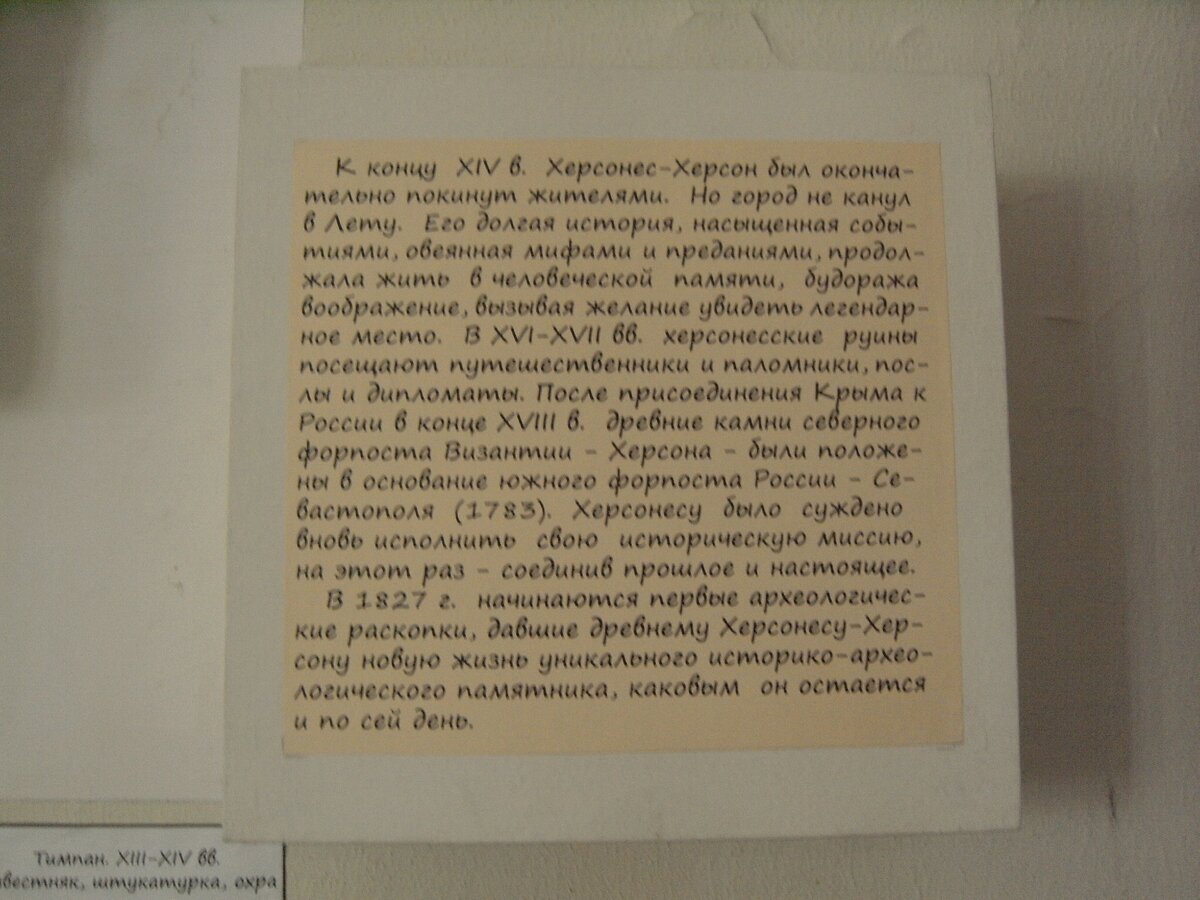 К концу XIV в. Херсонес-Херсон был оконча-
тельно покинут жителями. Но город не канул
в Лету. Его долгая история, насыщенная собы-
тиями, овеянная мифами и преданиями, продол-
жала жить в человеческой памяти, будоража
воображение, вызывая желание увидеть легендар-
ное место. В XVI-XVII вв. херсонесские руины
посещают путешественники и паломники, пос-
лы и дипломаты. После присоединения Крыма к
России в конце XVIII в. древние камни северного
форпоста Византии - Херсона - были положе-
ны в основание южного форпоста России - Се-
вастополя (1783). Херсонесу было суждено
вновь исполнить свою историческую миссию,
на этот раз - соединив прошлое и настоящее.
В 1827 г. начинаются первые археологичес-
кие раскопки, давшие древнему Херсонесу-Хер-
сону новую жизнь уникального историко-архео-
логического памятника, каковым он остается
и по сей день.
Тимпан. XIII-XIV вв.
вестняк, штукатурка, охра